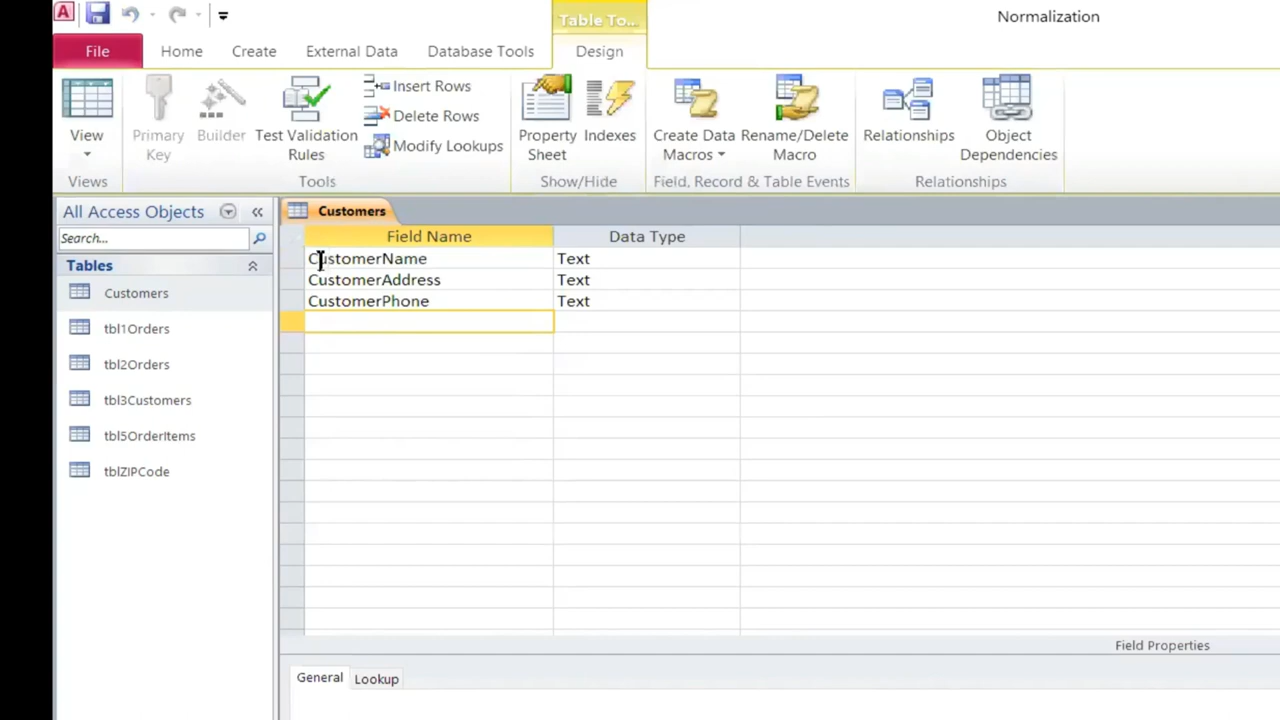 A
Table To...
Normalization
File
Home
Create
External Data
Database Tools
Design
View
Primary
Key
Builder
Test Validation
Rules
Insert Rows
Delete Rows
Modify Lookups
Property
Sheet
Indexes
Create Data
Macros
Rename/Delete
Macro
Relationships
Object
Dependencies
Views
Tools
Show/Hide
Field, Record & Table Events
Relationships
All Access Objects
Search...
Tables
Customers
tbl1Orders
tbl2Orders
tbl3Customers
tbl5OrderItems
tblZIPCode
Customers
Field Name
Data Type
CustomerName
Text
CustomerAddress
Text
CustomerPhone
Text
Field Properties
General
Lookup